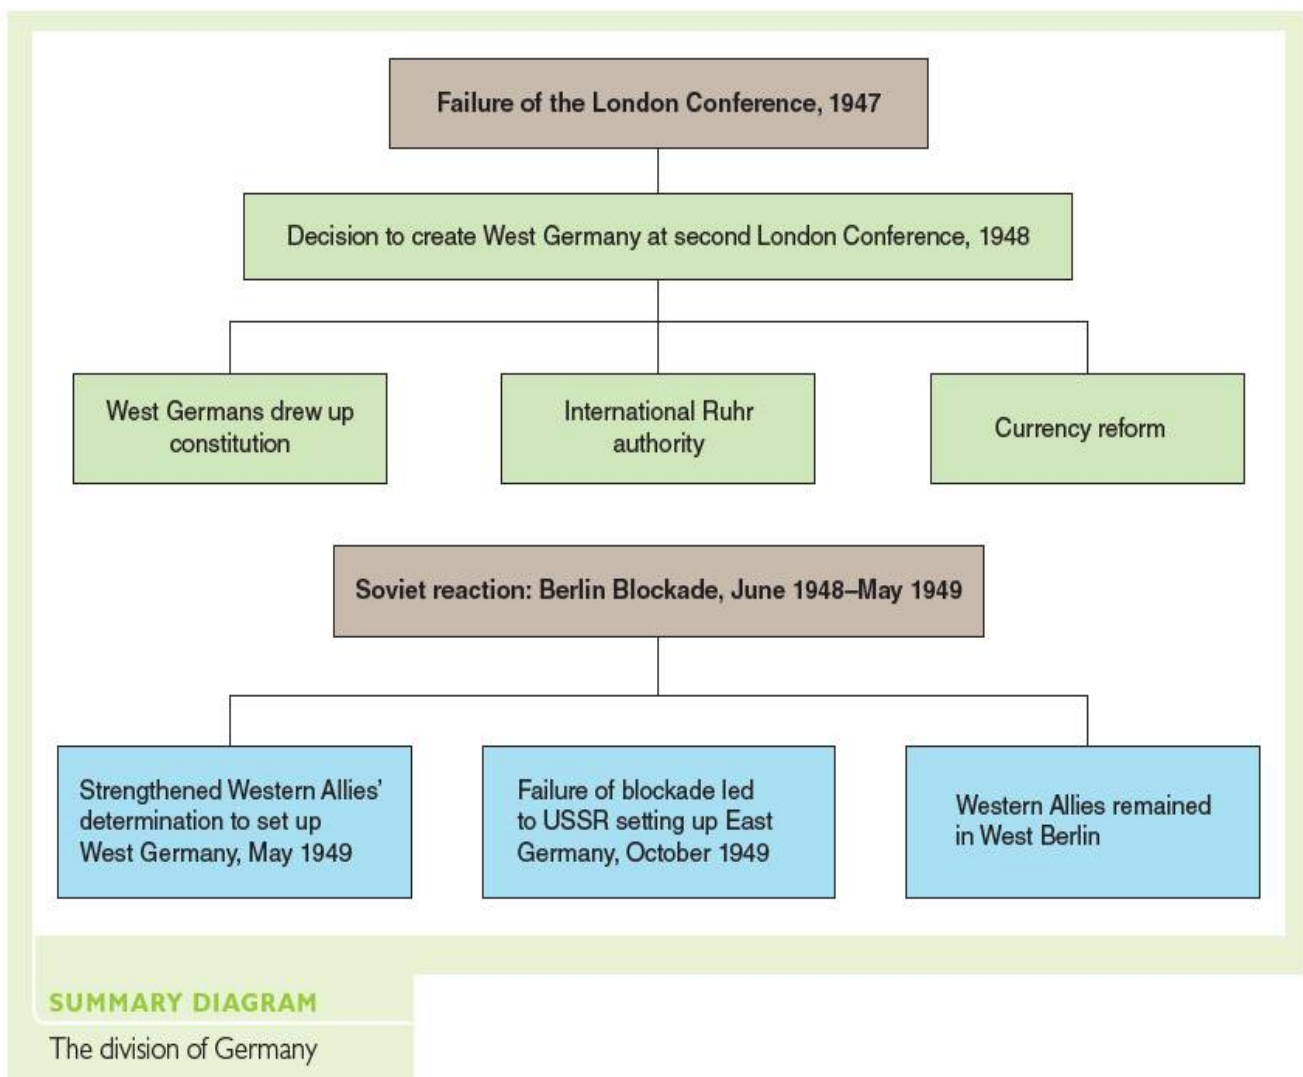 Failure of the London Conference, 1947
Decision to create West Germany at second London Conference, 1948
West Germans drew up
constitution
International Ruhr
authority
Currency reform
Soviet reaction: Berlin Blockade, June 1948–May 1949
Strengthened Western Allies’
determination to set up
West Germany, May 1949
Failure of blockade led
to USSR setting up East
Germany, October 1949
Western Allies remained
in West Berlin
SUMMARY DIAGRAM
The division of Germany